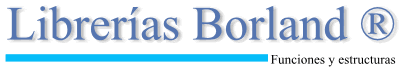 Librerías Borland ®
Funciones y estructuras